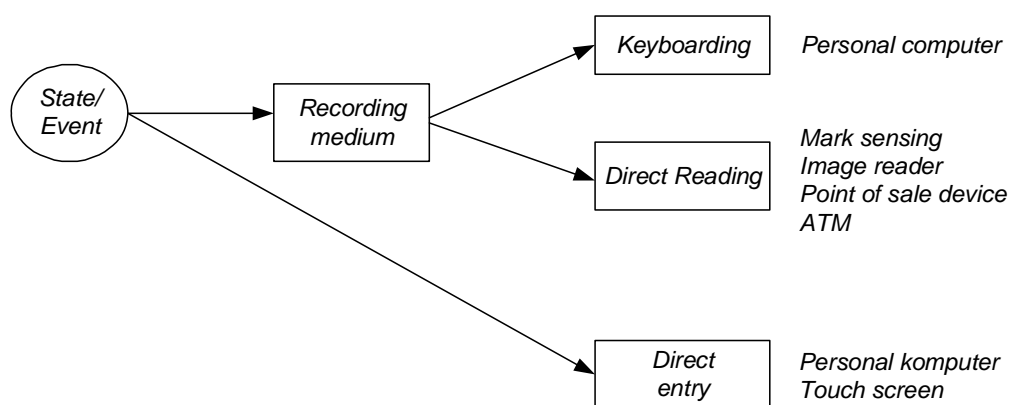 State/
Event
Recording
medium
Keyboarding
Personal computer
Direct Reading
Mark sensing
Image reader
Point of sale device
ATM
Direct
entry
Personal komputer
Touch screen